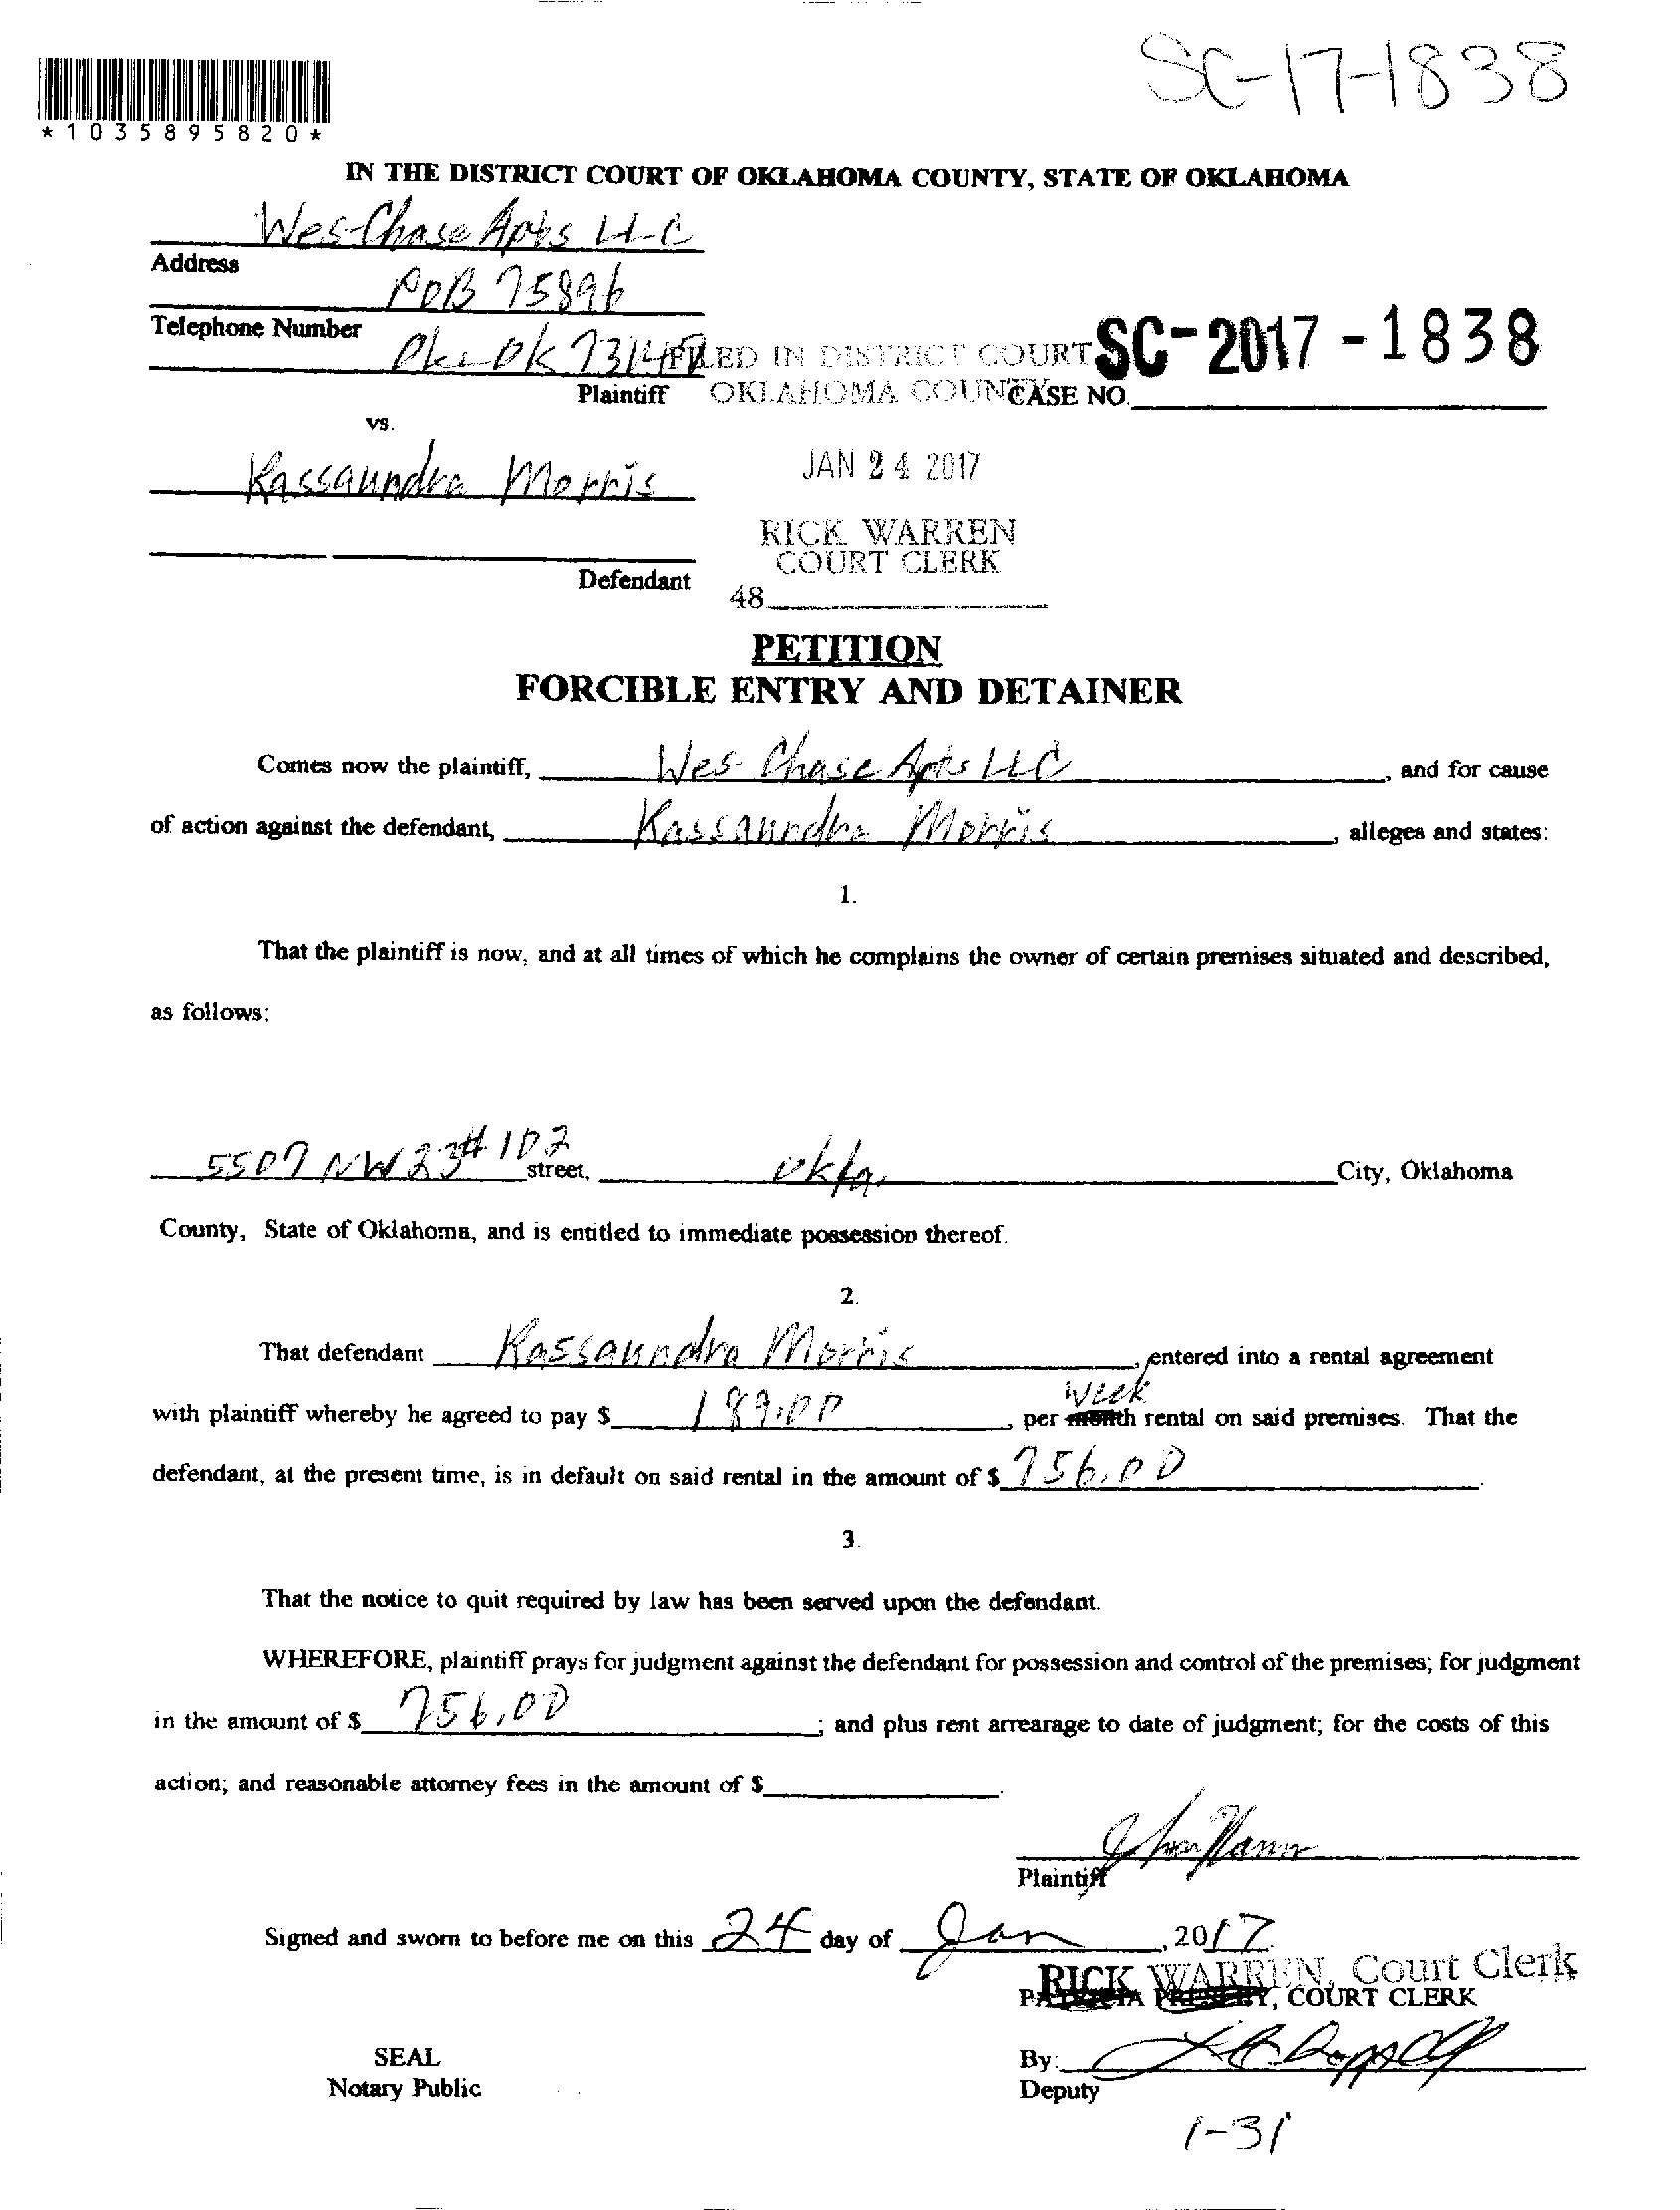 SC-17-1838
*1035895820*
IN THE DISTRICT COURT OF OKLAHOMA COUNTY, STATE OF OKLAHOMA
Wes Chase Apts LLC
Address
POB 75896
Telephone Number
Okc Ok 73147
FILED IN DISTRICT COURT
SC-2017-1838
Plaintiff
OKLAHOMA COUNTY
CASE NO.
vs.
Kassaundra Morris
JAN 24 2017
RICK WARREN
COURT CLERK
Defendant
48
PETITION
FORCIBLE ENTRY AND DETAINER
Comes now the plaintiff, Wes Chase Apts LLC, and for cause
of action against the defendant, Kassaundra Morris, alleges and states:
1.
That the plaintiff is now, and at all times of which he complains the owner of certain premises situated and described,
as follows:
5507 NW 23 #102 street, City, Oklahoma
County, State of Oklahoma, and is entitled to immediate possession thereof.
2.
That defendant Kassaundra Morris, entered into a rental agreement
week
with plaintiff whereby he agreed to pay $ 189.00, per month rental on said premises. That the
defendant, at the present time, is in default on said rental in the amount of $ 756.00.
3.
That the notice to quit required by law has been served upon the defendant.
WHEREFORE, plaintiff prays for judgment against the defendant for possession and control of the premises; for judgment
in the amount of $ 756.00; and plus rent arrearage to date of judgment; for the costs of this
action; and reasonable attorney fees in the amount of $.
Plaintiff
Signed and sworn to before me on this 24 day of Jan, 2017.
RICK WARREN, Court Clerk
PATRICIA PRESLEY, COURT CLERK
SEAL
By:
Notary Public
Deputy
1-31